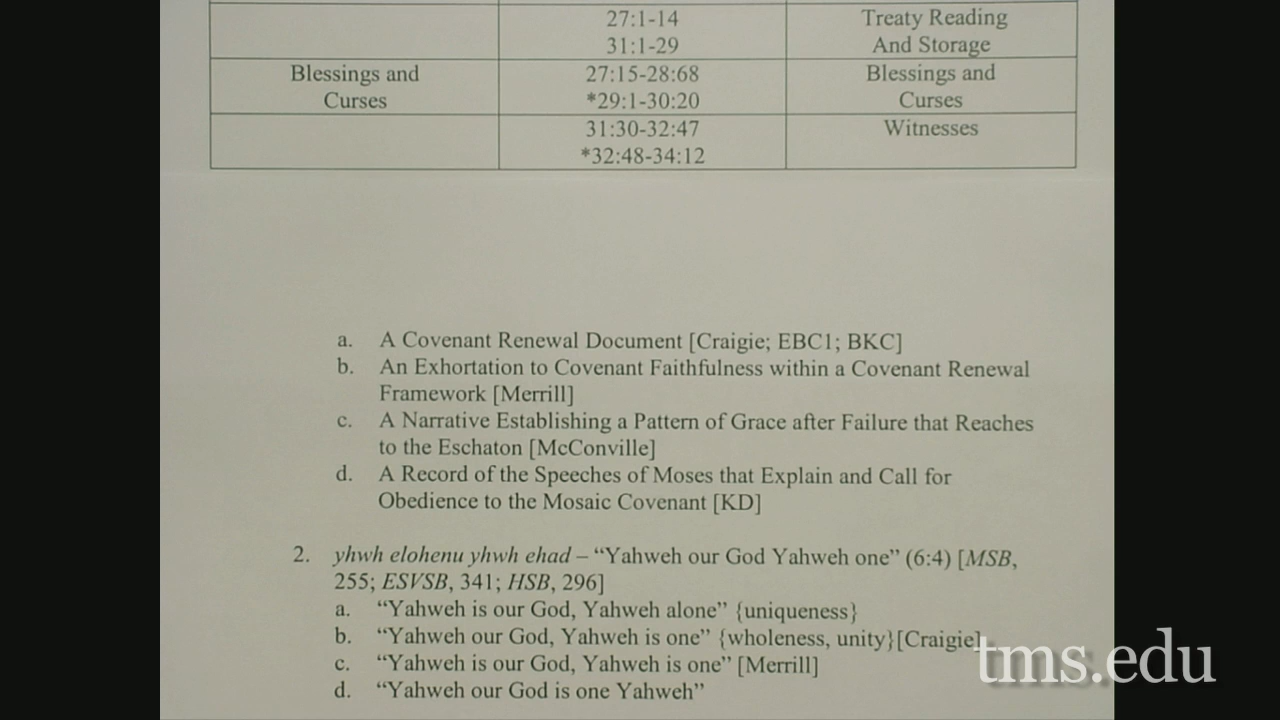 27:1-14 Treaty Reading
31:1-29 And Storage
Blessings and 27:15-28:68 Blessings and
Curses *29:1-30:20 Curses
31:30-32:47 Witnesses
*32:48-34:12
a. A Covenant Renewal Document [Craigie; EBC1; BKC]
b. An Exhortation to Covenant Faithfulness within a Covenant Renewal
Framework [Merrill]
c. A Narrative Establishing a Pattern of Grace after Failure that Reaches
to the Eschaton [McConville]
d. A Record of the Speeches of Moses that Explain and Call for
Obedience to the Mosaic Covenant [KD]
2. yhwh elohenu yhwh ehad – “Yahweh our God Yahweh one” (6:4) [MSB,
255; ESVSB, 341; HSB, 296]
a. “Yahweh is our God, Yahweh alone” {uniqueness}
b. “Yahweh our God, Yahweh is one” {wholeness, unity}[Craigie]
c. “Yahweh is our God, Yahweh is one” [Merrill]
d. “Yahweh our God is one Yahweh”
tms.edu